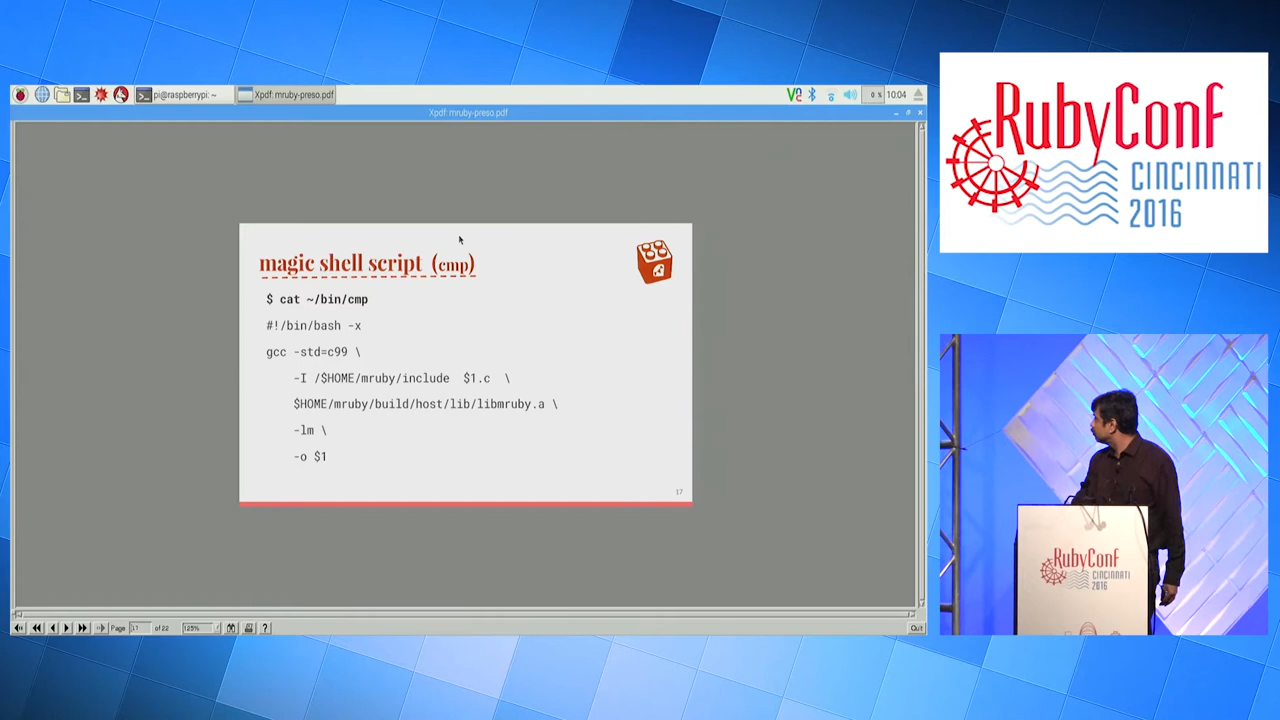 pi@raspberrypi: ~
Xpdf: mruby-preso.pdf
0 %
10:04
Xpdf: mruby-preso.pdf
magic shell script (cmp)
$ cat ~/bin/cmp
#!/bin/bash -x
gcc -std=c99 \
-I /$HOME/mruby/include $1.c \
$HOME/mruby/build/host/lib/libmruby.a \
-lm \
-o $1
17
Page 17 of 22 125% ? Quit
RubyConf
CINCINNATI
2016
RubyConf
CINCINNATI
2016